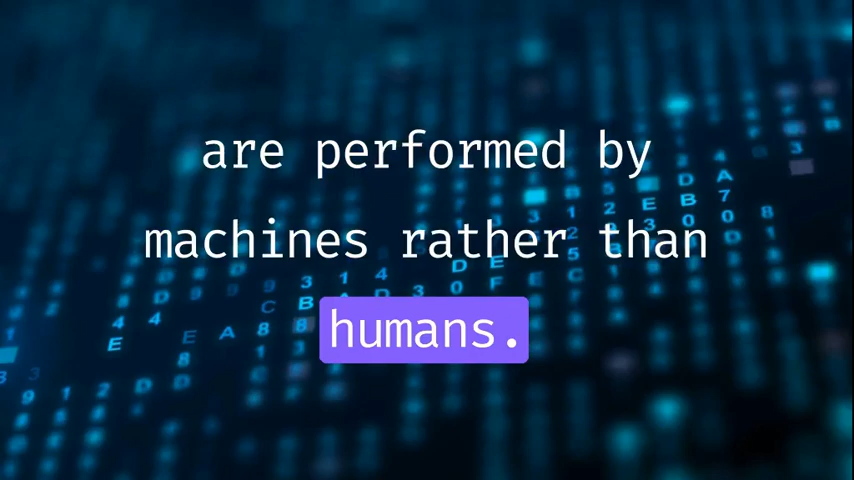 are performed by
machines rather than
humans.